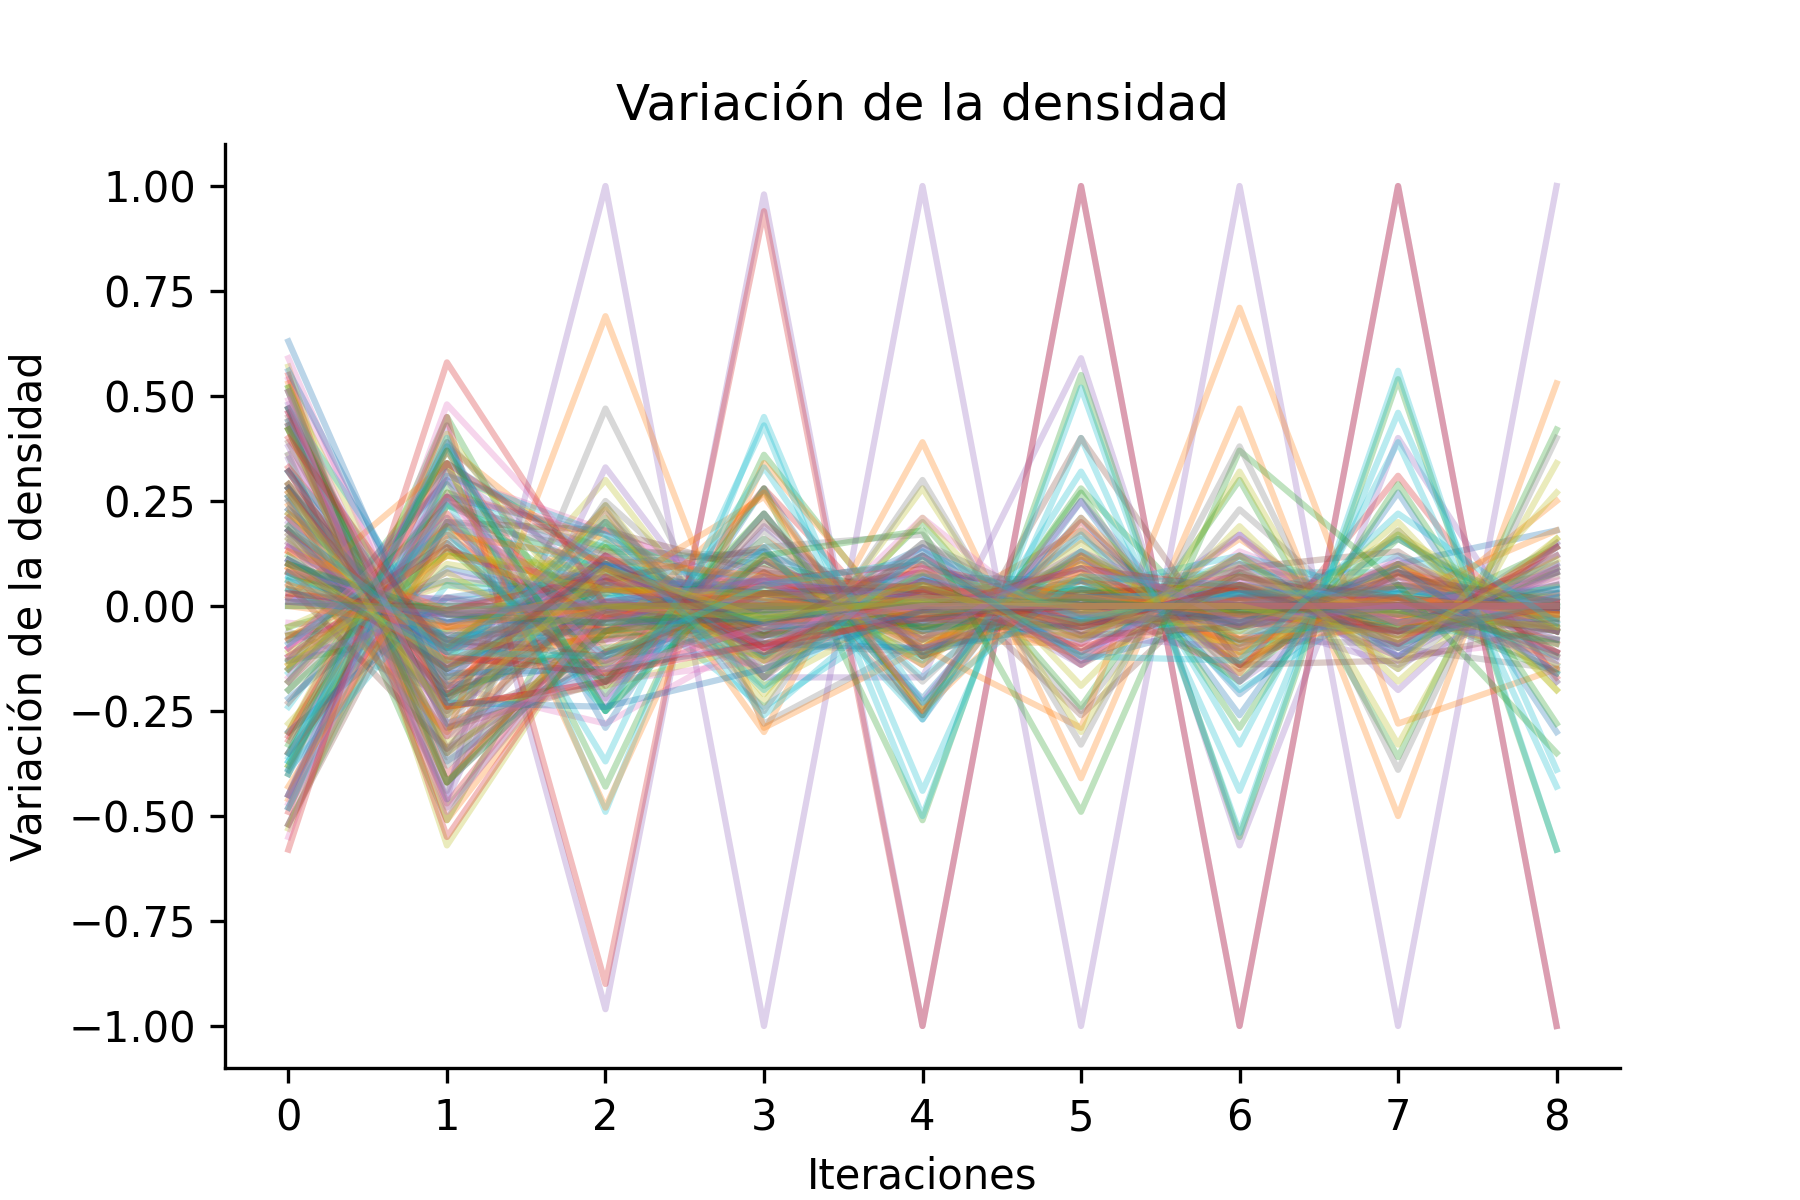 Variación de la densidad
Variación de la densidad
1.00
0.75
0.50
0.25
0.00
−0.25
−0.50
−0.75
−1.00
0 1 2 3 4 5 6 7 8
Iteraciones